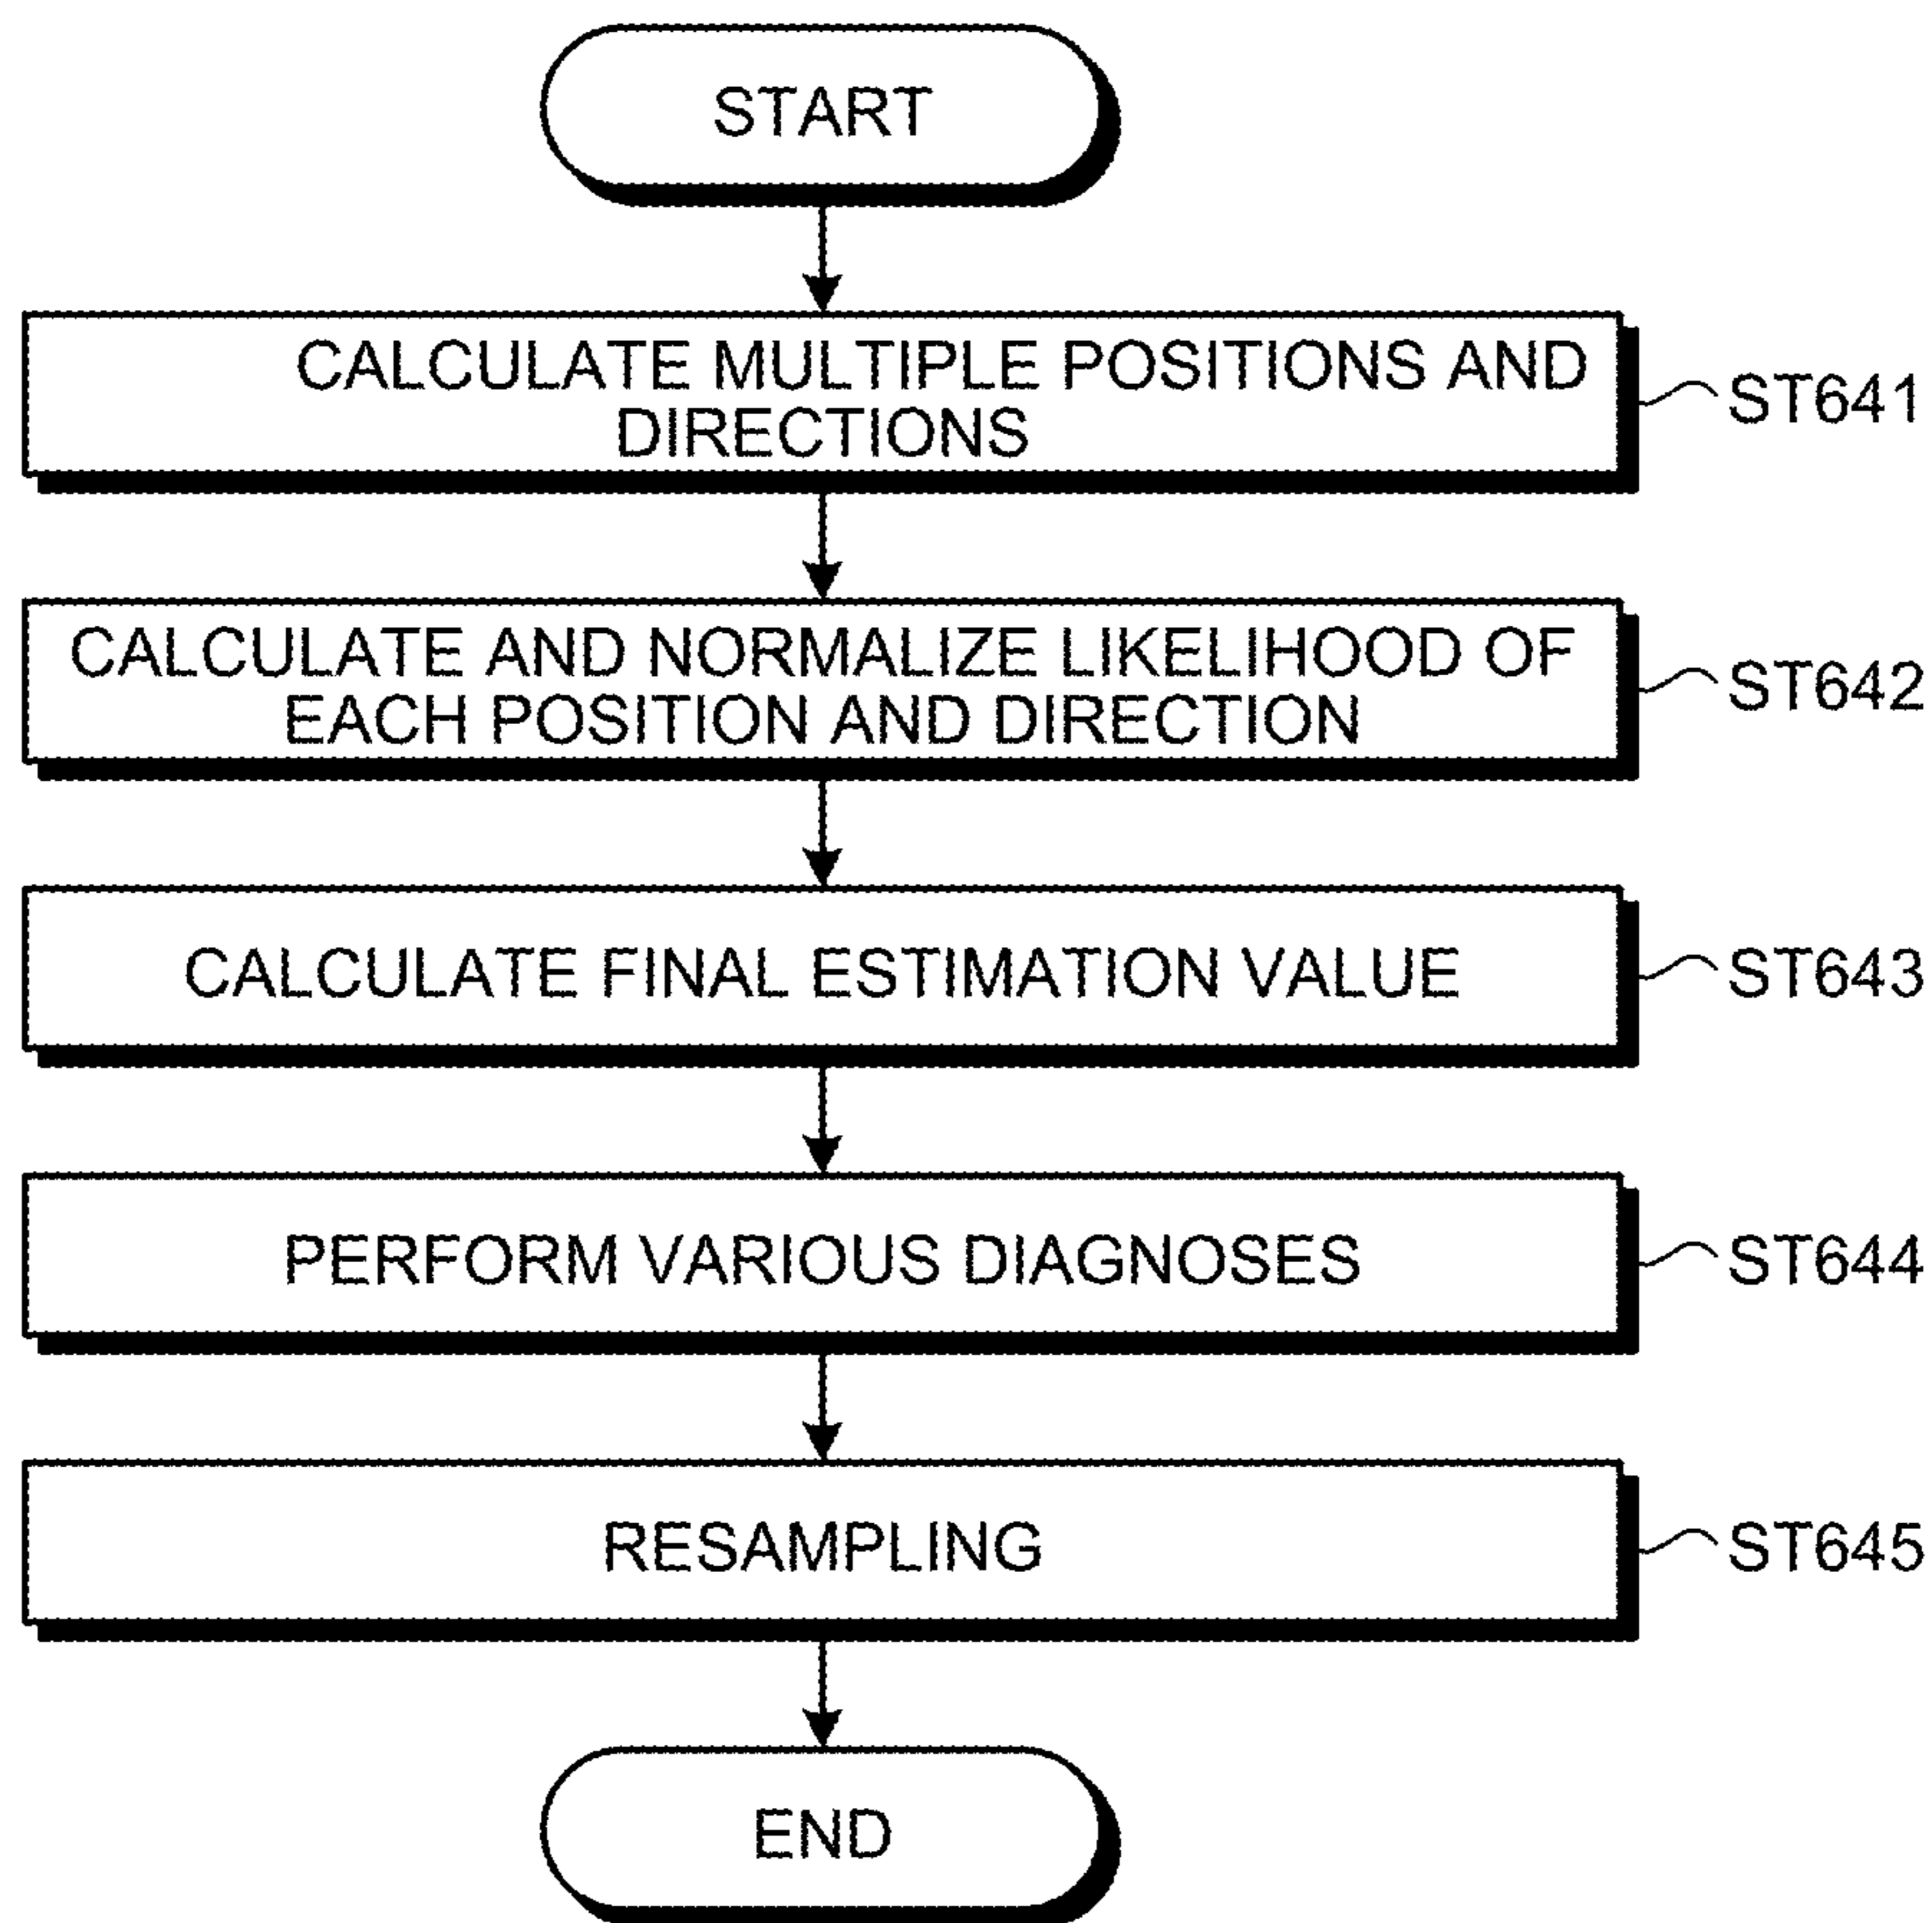 START
CALCULATE MULTIPLE POSITIONS AND
DIRECTIONS
ST641
CALCULATE AND NORMALIZE LIKELIHOOD OF
EACH POSITION AND DIRECTION
ST642
CALCULATE FINAL ESTIMATION VALUE
ST643
PERFORM VARIOUS DIAGNOSES
ST644
RESAMPLING
ST645
END